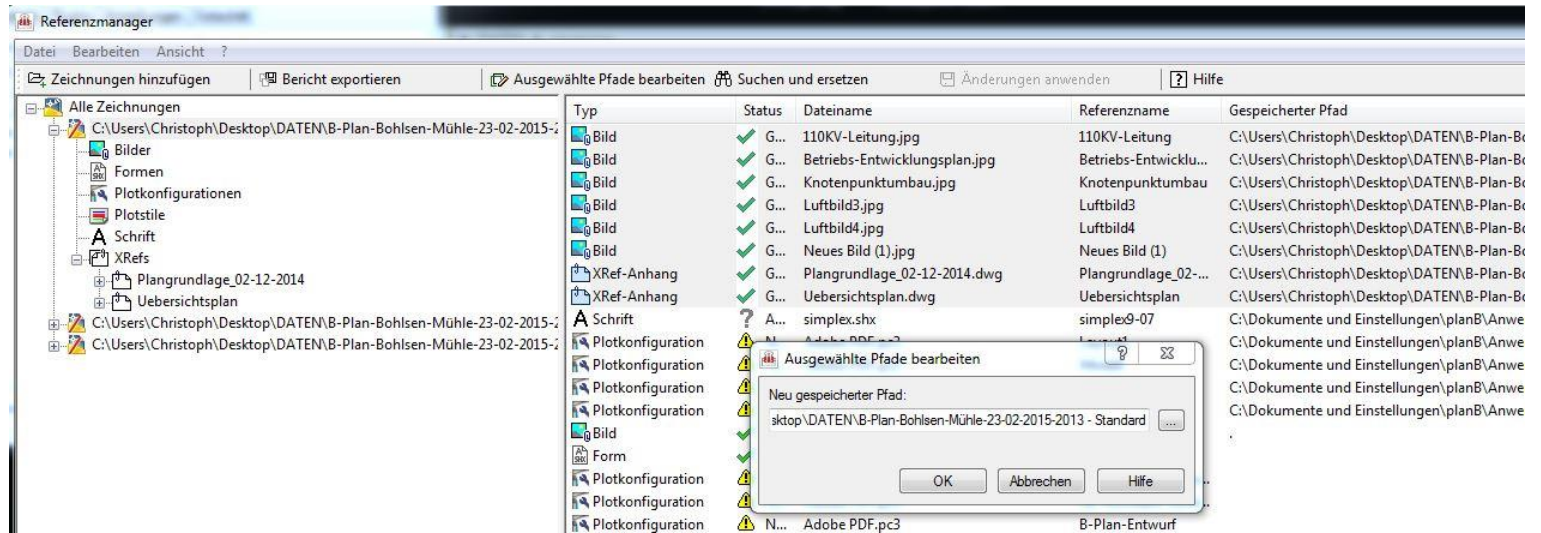 Referenzmanager
Datei Bearbeiten Ansicht ?
Zeichnungen hinzufügen Bericht exportieren Ausgewählte Pfade bearbeiten Suchen und ersetzen Änderungen anwenden Hilfe
Alle Zeichnungen
C:\Users\Christoph\Desktop\DATEN\B-Plan-Bohlsen-Mühle-23-02-2015-2
Bilder
Formen
Plotkonfigurationen
Plotstile
Schrift
XRefs
Plangrundlage_02-12-2014
Uebersichtsplan
C:\Users\Christoph\Desktop\DATEN\B-Plan-Bohlsen-Mühle-23-02-2015-2
C:\Users\Christoph\Desktop\DATEN\B-Plan-Bohlsen-Mühle-23-02-2015-2
Typ Status Dateiname Referenzname Gespeicherter Pfad
Bild G... 110KV-Leitung.jpg 110KV-Leitung C:\Users\Christoph\Desktop\DATEN\B-Plan-Bo
Bild G... Betriebs-Entwicklungsplan.jpg Betriebs-Entwicklu... C:\Users\Christoph\Desktop\DATEN\B-Plan-Bo
Bild G... Knotenpunktumbau.jpg Knotenpunktumbau C:\Users\Christoph\Desktop\DATEN\B-Plan-Bo
Bild G... Luftbild3.jpg Luftbild3 C:\Users\Christoph\Desktop\DATEN\B-Plan-Bo
Bild G... Luftbild4.jpg Luftbild4 C:\Users\Christoph\Desktop\DATEN\B-Plan-Bo
Bild G... Neues Bild (1).jpg Neues Bild (1) C:\Users\Christoph\Desktop\DATEN\B-Plan-Bo
XRef-Anhang G... Plangrundlage_02-12-2014.dwg Plangrundlage_02-... C:\Users\Christoph\Desktop\DATEN\B-Plan-Bo
XRef-Anhang G... Uebersichtsplan.dwg Uebersichtsplan C:\Users\Christoph\Desktop\DATEN\B-Plan-Bo
Schrift ? A... simplex.shx simplex9-07 C:\Dokumente und Einstellungen\planB\Anwe
Plotkonfiguration C:\Dokumente und Einstellungen\planB\Anwe
Plotkonfiguration C:\Dokumente und Einstellungen\planB\Anwe
Plotkonfiguration C:\Dokumente und Einstellungen\planB\Anwe
Plotkonfiguration C:\Dokumente und Einstellungen\planB\Anwe
Bild .
Form
Plotkonfiguration
Plotkonfiguration
Plotkonfiguration N... Adobe PDF.pc3 B-Plan-Entwurf
Ausgewählte Pfade bearbeiten
Neu gespeicherter Pfad:
sktop\DATEN\B-Plan-Bohlsen-Mühle-23-02-2015-2013 - Standard ...
OK Abbrechen Hilfe